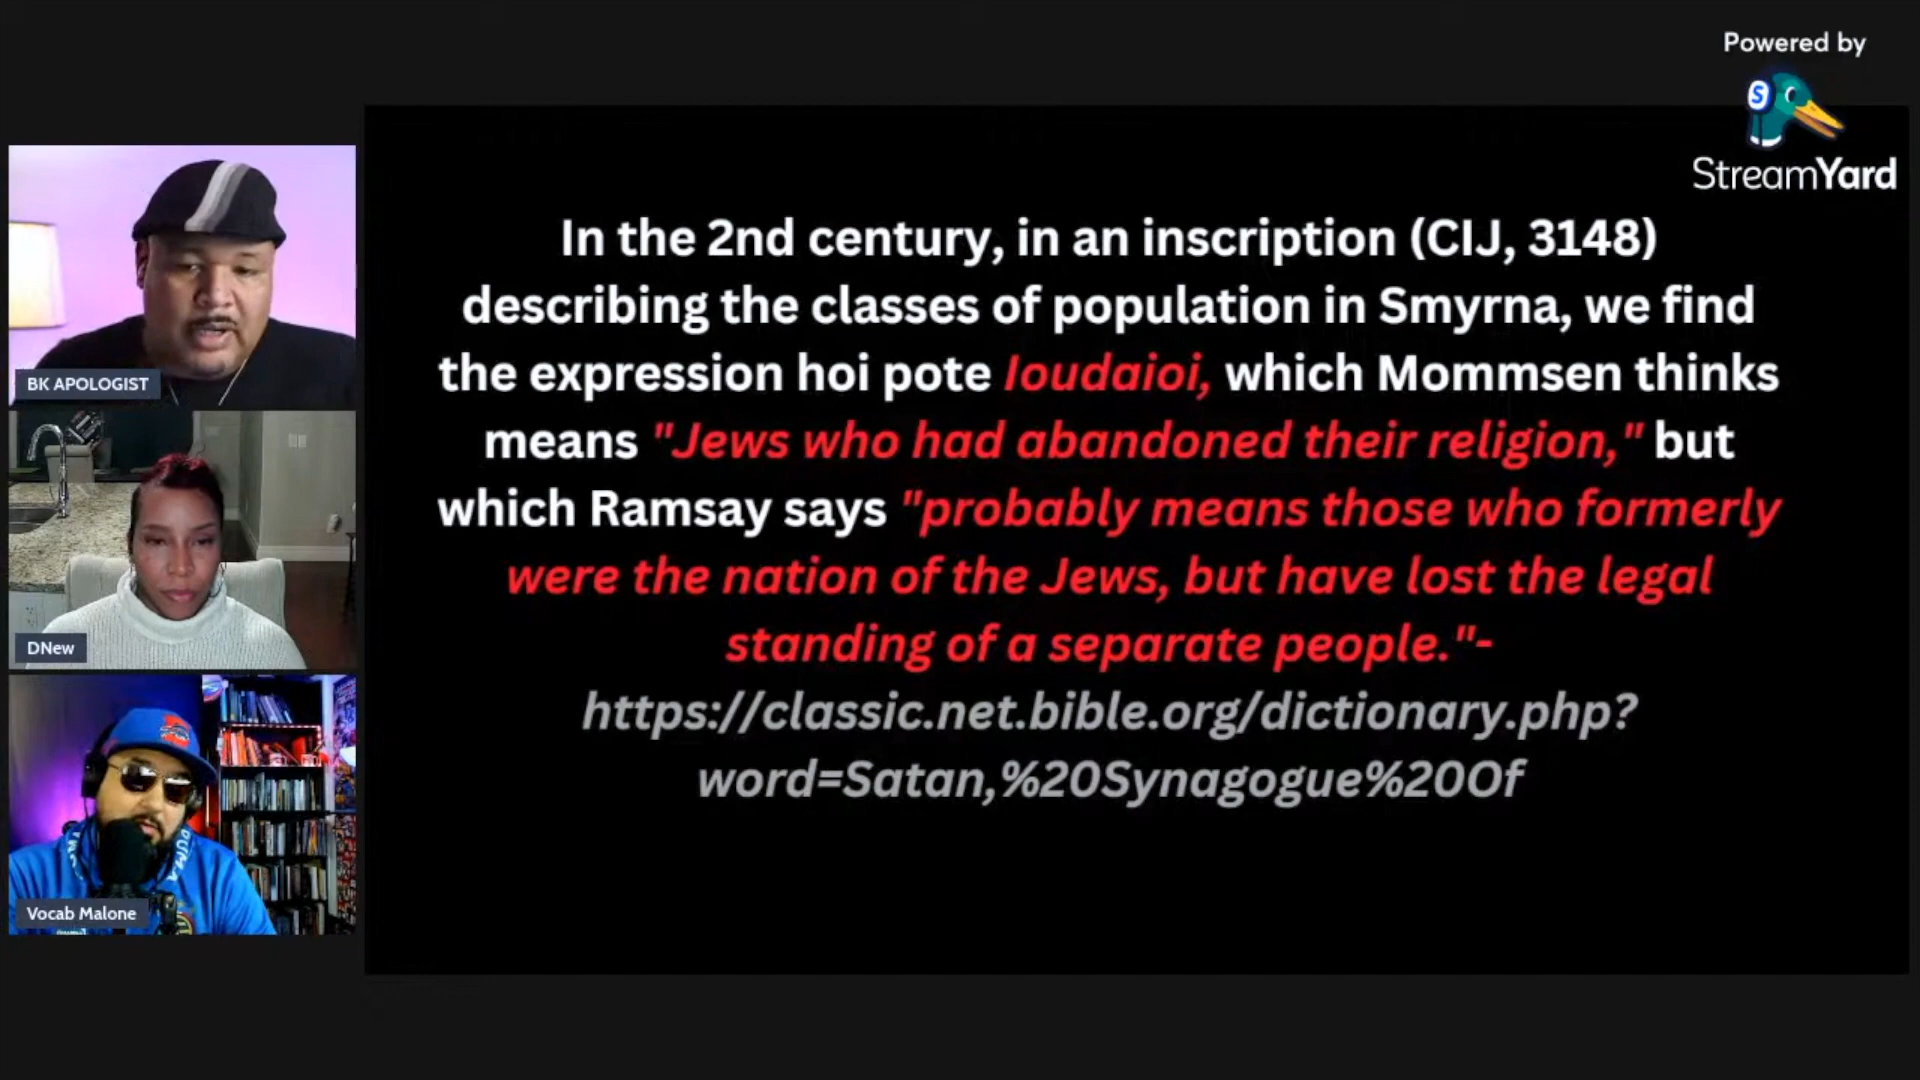 Powered by
StreamYard
In the 2nd century, in an inscription (CIJ, 3148)
describing the classes of population in Smyrna, we find
the expression hoi pote Ioudaioi, which Mommsen thinks
means "Jews who had abandoned their religion," but
which Ramsay says "probably means those who formerly
were the nation of the Jews, but have lost the legal
standing of a separate people."-
https://classic.net.bible.org/dictionary.php?
word=Satan,%20Synagogue%20Of
BK APOLOGIST
DNew
Vocab Malone